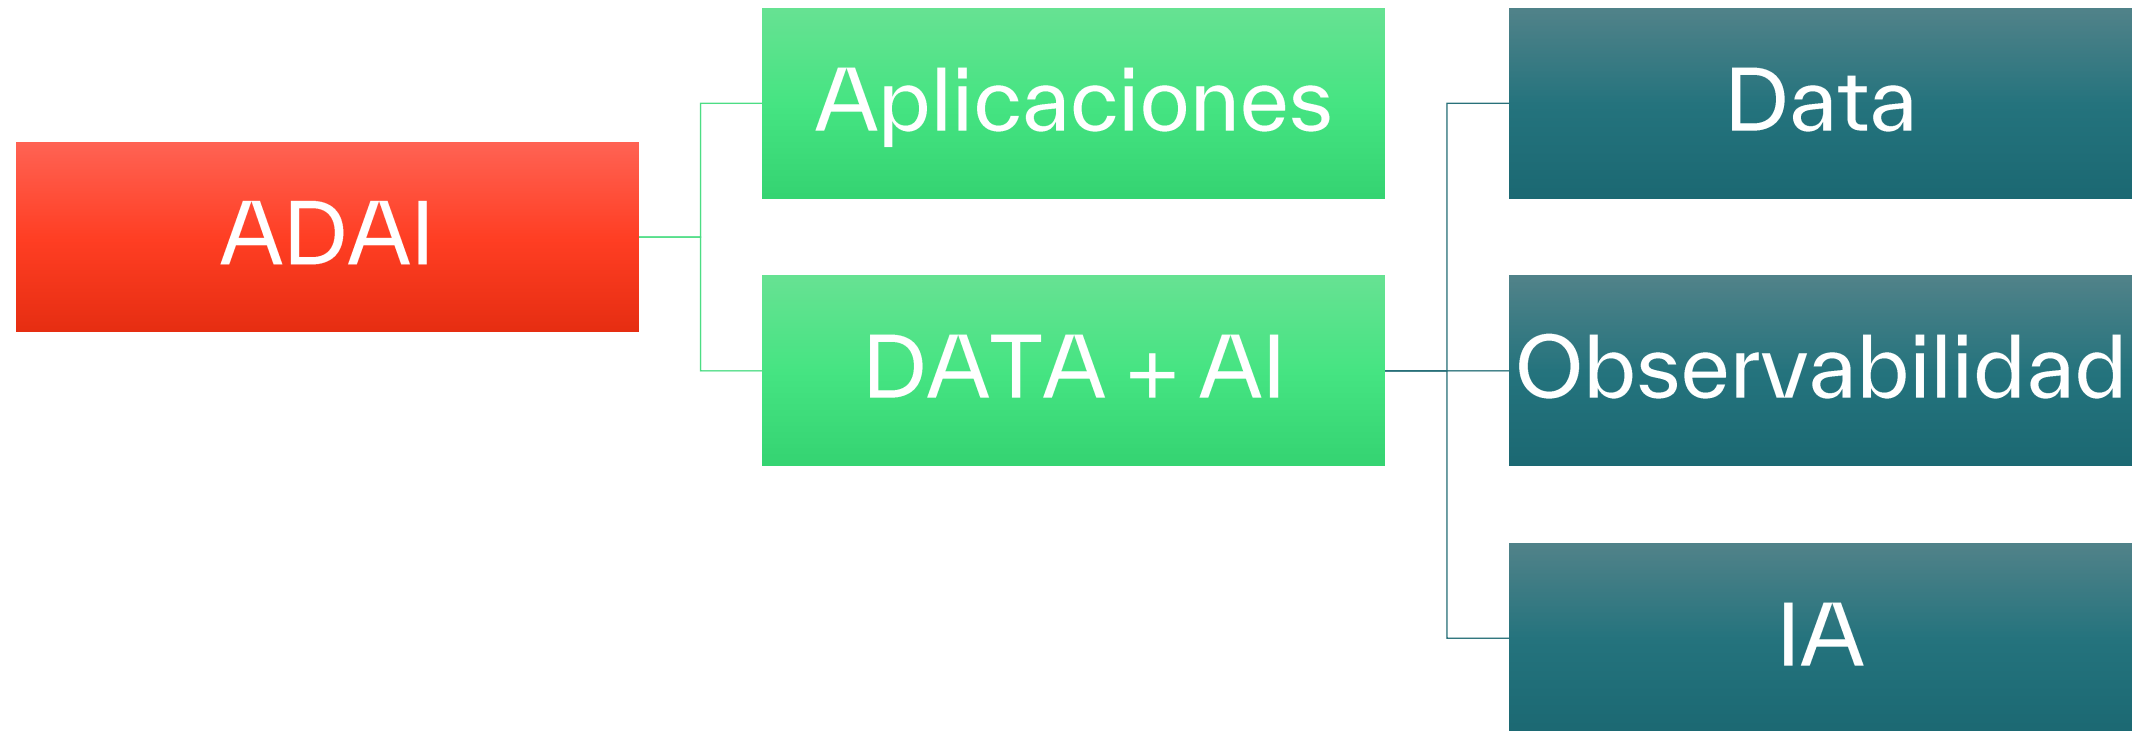 ADAI
Aplicaciones
DATA + AI
Data
Observabilidad
IA